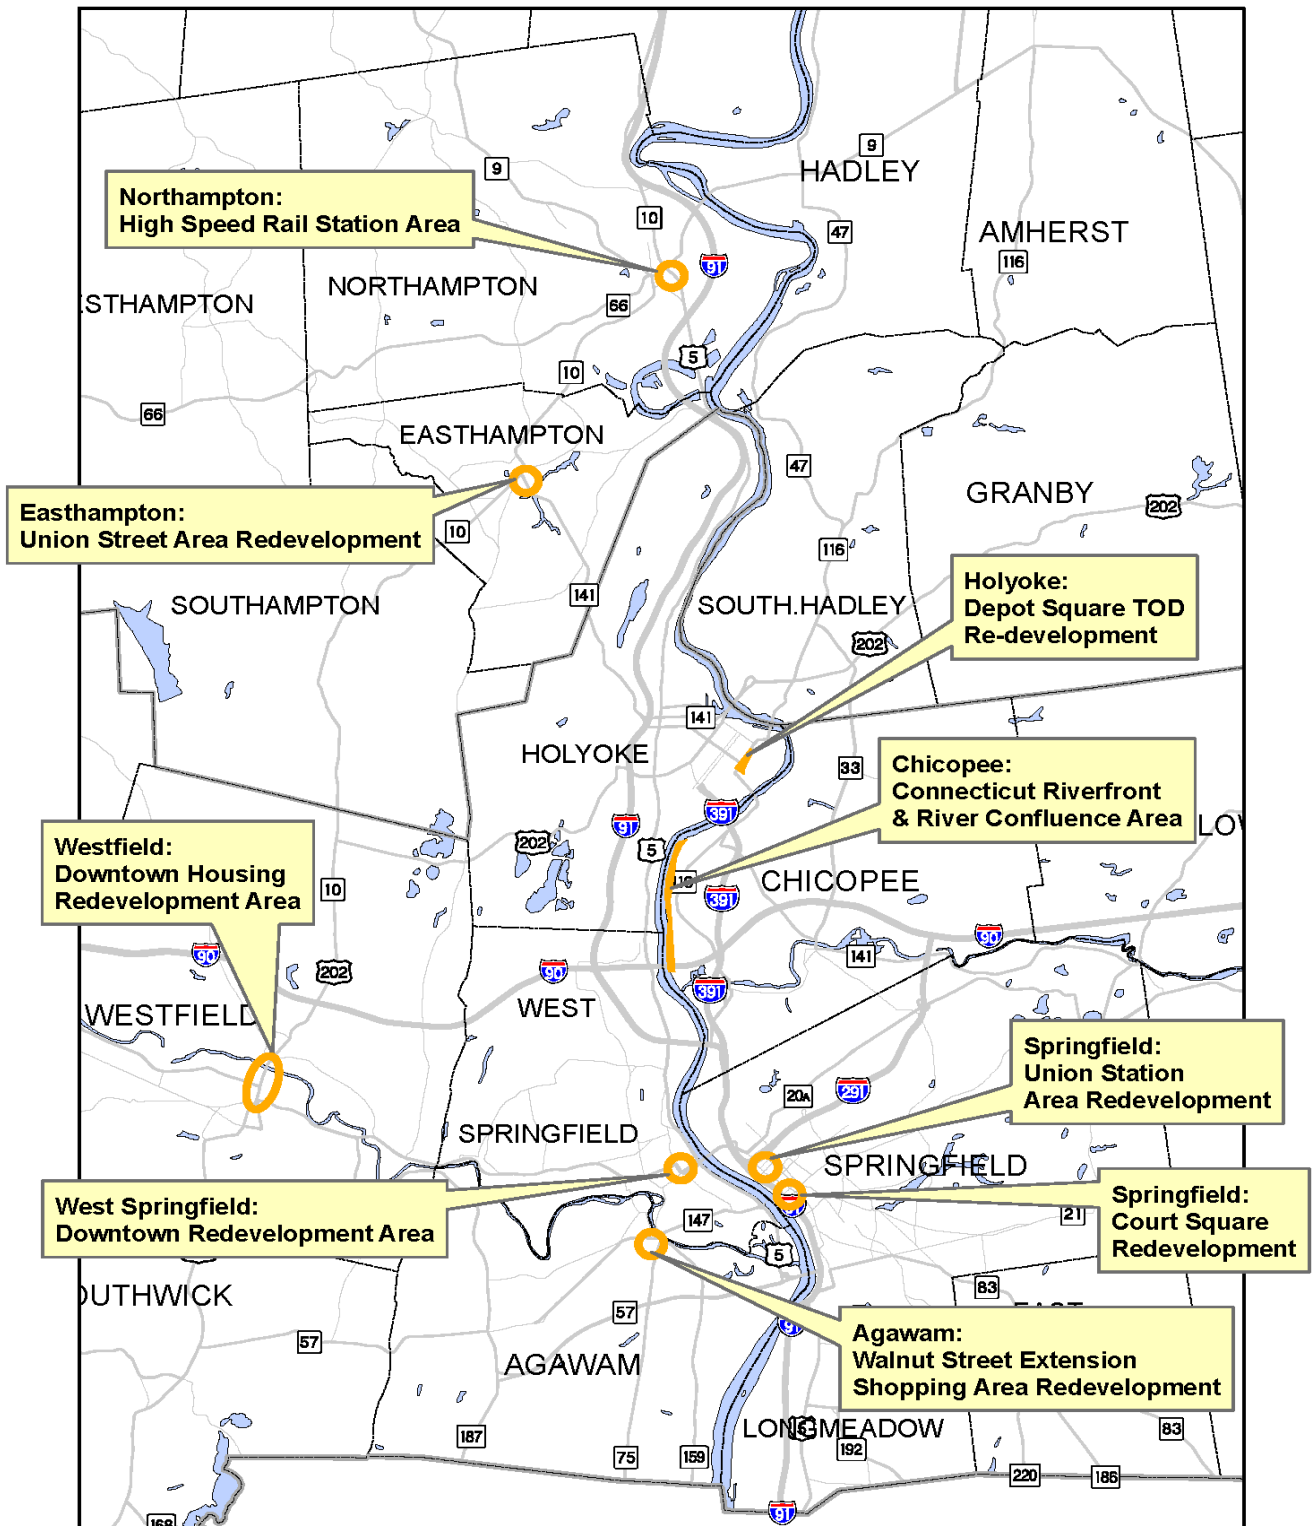 9
HADLEY
9
Northampton:
High Speed Rail Station Area
10
47
AMHERST
116
91
NORTHAMPTON
STHAMPTON
66
5
10
66
EASTHAMPTON
47
GRANBY
202
Easthampton:
Union Street Area Redevelopment
10
116
Holyoke:
Depot Square TOD
Re-development
141
SOUTHAMPTON
SOUTH.HADLEY
202
141
HOLYOKE
33
Chicopee:
Connecticut Riverfront
& River Confluence Area
391
91
LO
202
5
Westfield:
Downtown Housing
Redevelopment Area
10
CHICOPEE
391
90
90
141
202
90
391
WEST
WESTFIELD
Springfield:
Union Station
Area Redevelopment
20A
291
SPRINGFIELD
SPRINGFIELD
West Springfield:
Downtown Redevelopment Area
Springfield:
Court Square
Redevelopment
147
21
5
83
OUTHWICK
57
91
Agawam:
Walnut Street Extension
Shopping Area Redevelopment
57
AGAWAM
LONGMEADOW
187
83
192
75
159
220
186
91
168